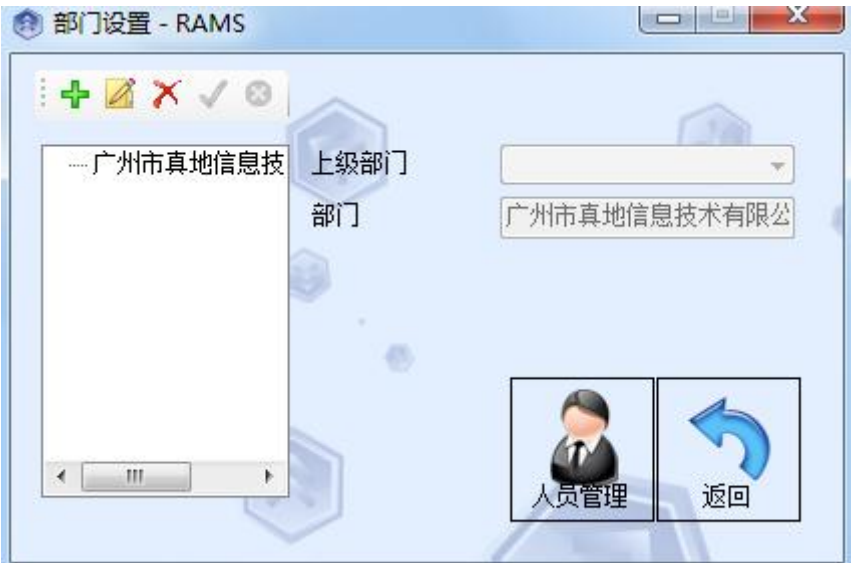 部门设置 - RAMS
广州市真地信息技
上级部门
部门
广州市真地信息技术有限公
人员管理
返回